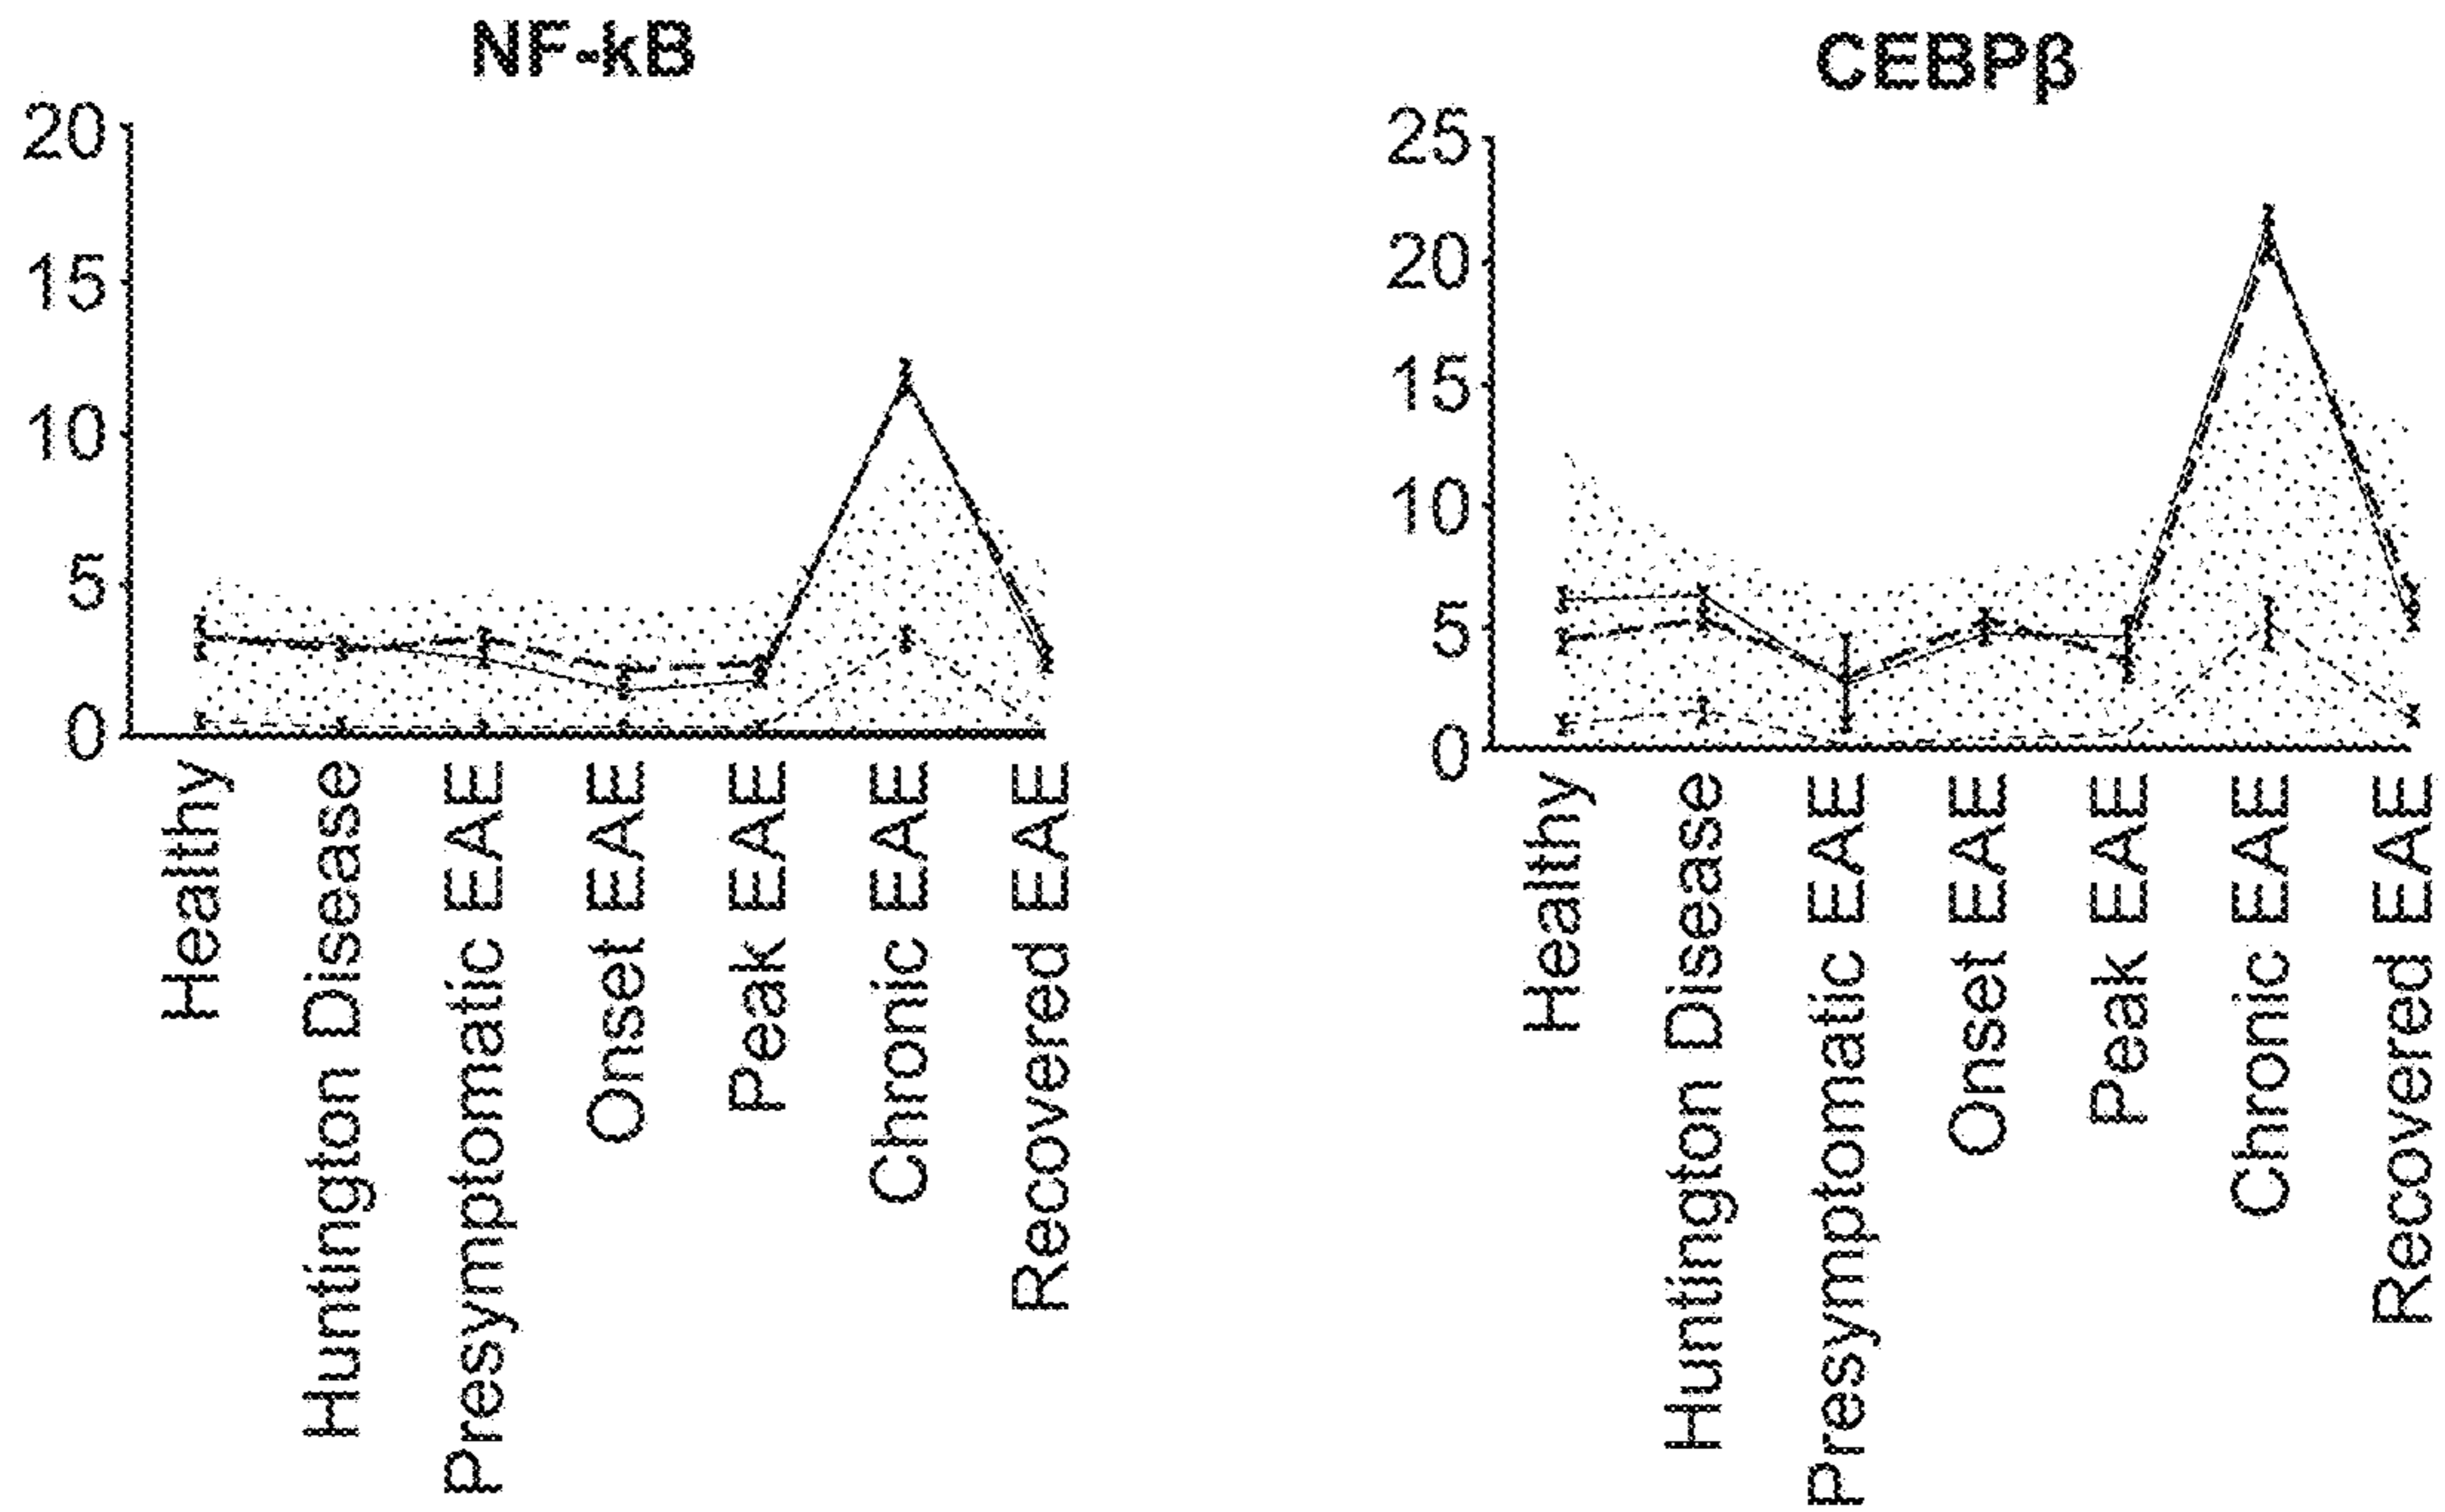 NF-kB
20
15
10
5
0
Healthy
Huntington Disease
Presymptomatic EAE
Onset EAE
Peak EAE
Chronic EAE
Recovered EAE
CEBPβ
25
20
15
10
5
0
Healthy
Huntington Disease
Presymptomatic EAE
Onset EAE
Peak EAE
Chronic EAE
Recovered EAE